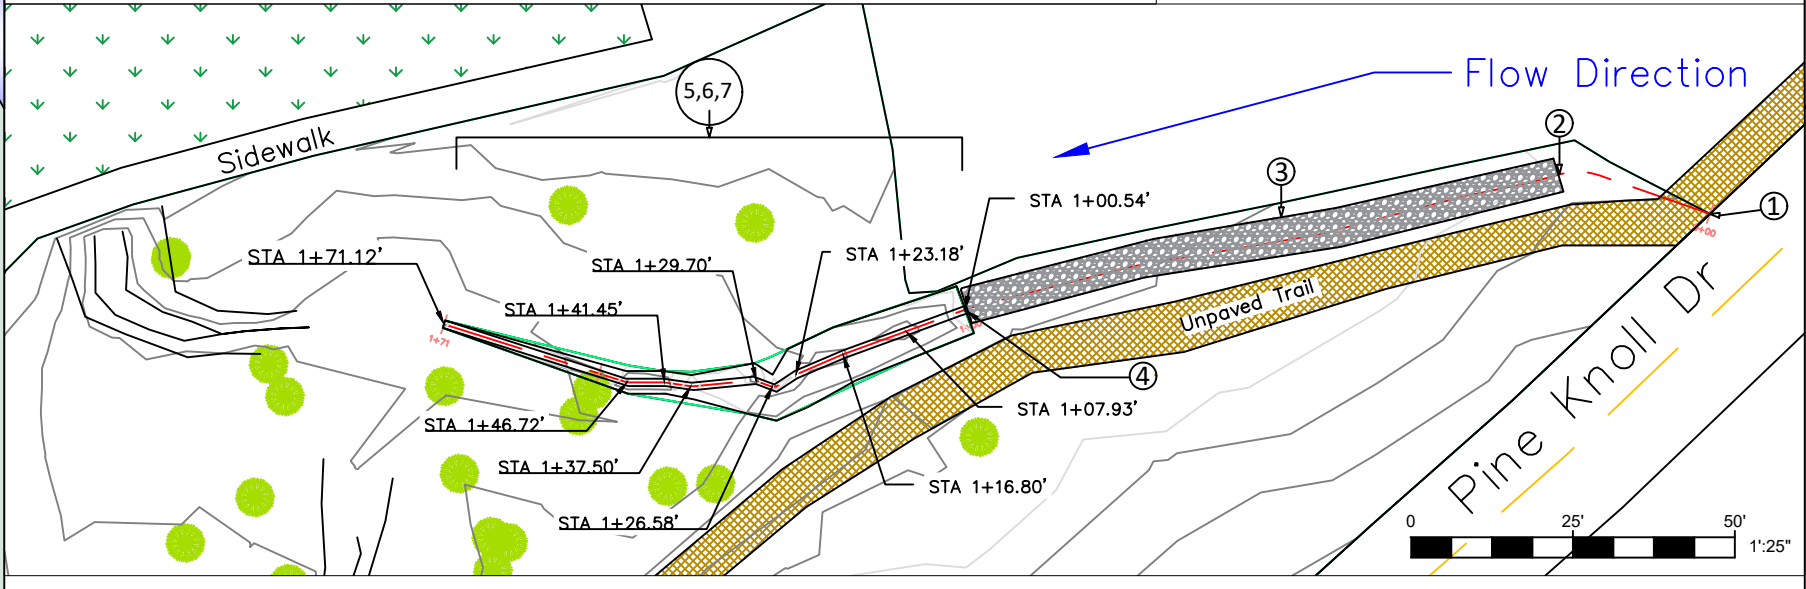 5,6,7
Flow Direction
Sidewalk
2
3
STA 1+00.54'
1
STA 1+71.12'
STA 1+29.70'
STA 1+23.18'
STA 1+41.45'
Unpaved Trail
1+71
4
STA 1+07.93'
STA 1+46.72'
STA 1+37.50'
STA 1+16.80'
STA 1+26.58'
Pine Knoll Dr
0 25' 50'
1':25"